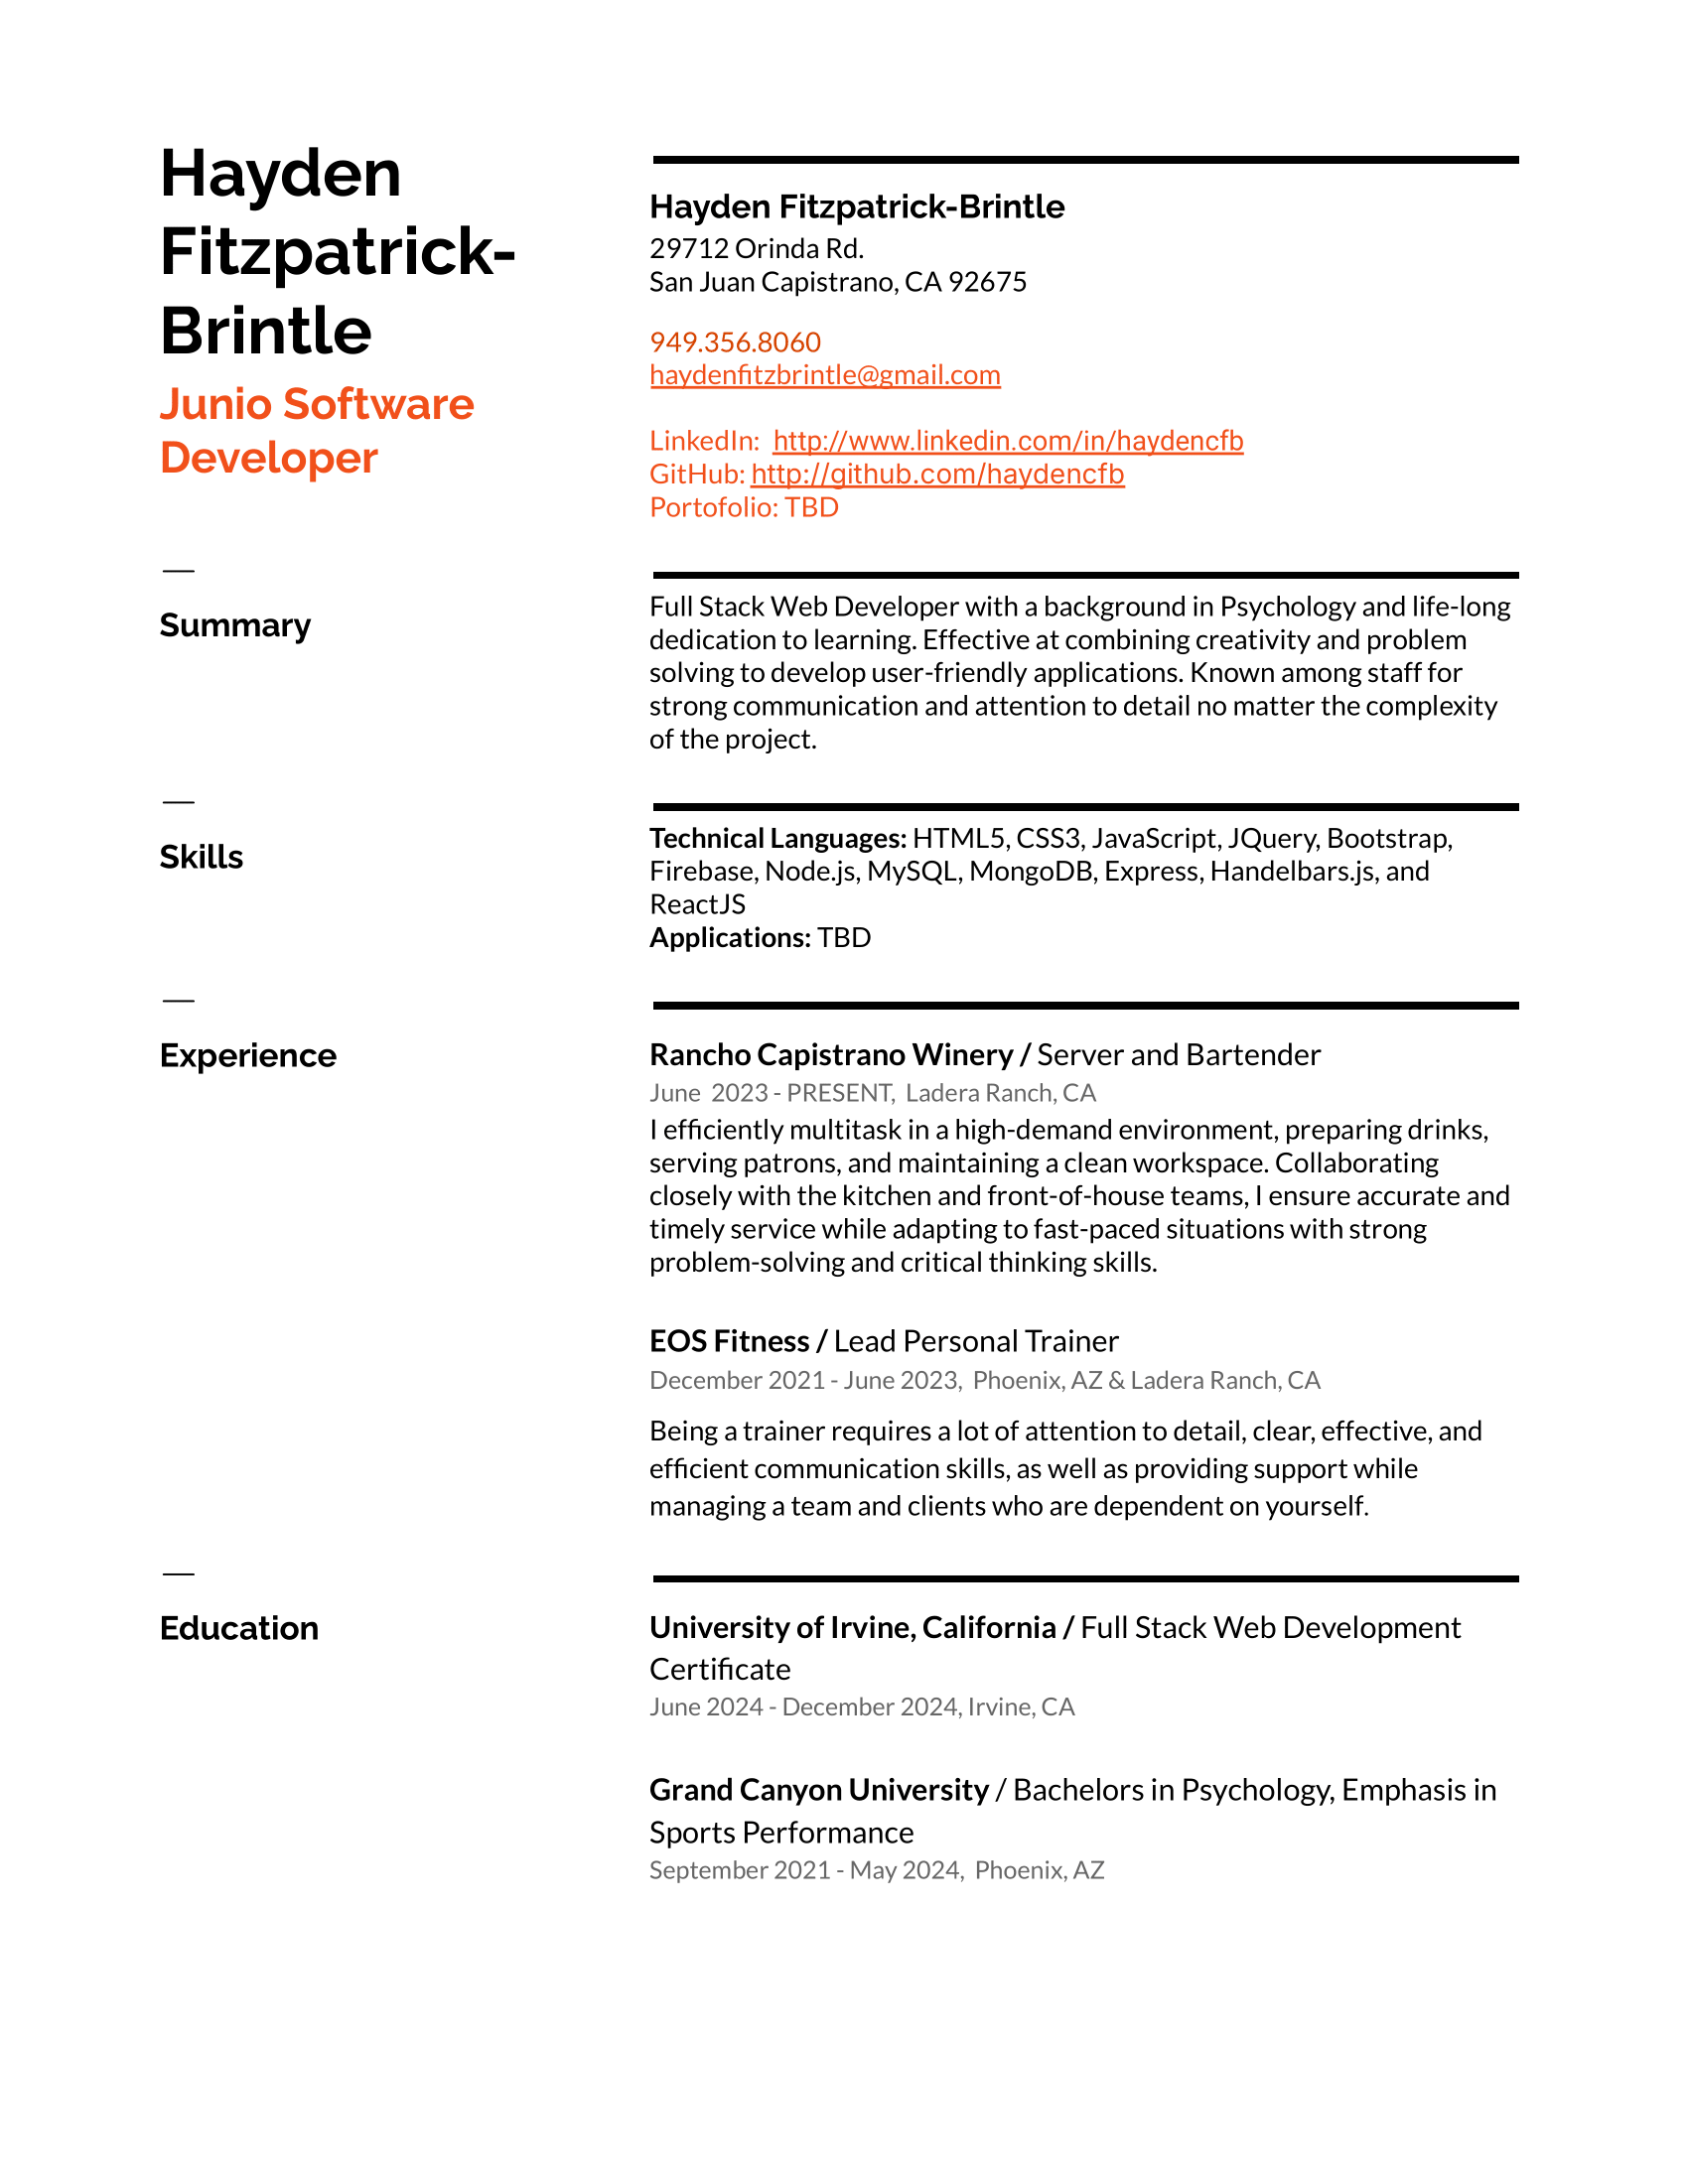 Hayden
Fitzpatrick-
Brintle
Junio Software
Developer
Hayden Fitzpatrick-Brintle
29712 Orinda Rd.
San Juan Capistrano, CA 92675
949.356.8060
haydenfitzbrintle@gmail.com
LinkedIn:  http://www.linkedin.com/in/haydencfb
GitHub: http://github.com/haydencfb
Portofolio: TBD
—
Summary
Full Stack Web Developer with a background in Psychology and life-long
dedication to learning. Effective at combining creativity and problem
solving to develop user-friendly applications. Known among staff for
strong communication and attention to detail no matter the complexity
of the project.
—
Skills
Technical Languages: HTML5, CSS3, JavaScript, JQuery, Bootstrap,
Firebase, Node.js, MySQL, MongoDB, Express, Handelbars.js, and
ReactJS
Applications: TBD
—
Experience
Rancho Capistrano Winery / Server and Bartender
June  2023 - PRESENT,  Ladera Ranch, CA
I efficiently multitask in a high-demand environment, preparing drinks,
serving patrons, and maintaining a clean workspace. Collaborating
closely with the kitchen and front-of-house teams, I ensure accurate and
timely service while adapting to fast-paced situations with strong
problem-solving and critical thinking skills.
EOS Fitness / Lead Personal Trainer
December 2021 - June 2023,  Phoenix, AZ & Ladera Ranch, CA
Being a trainer requires a lot of attention to detail, clear, effective, and
efficient communication skills, as well as providing support while
managing a team and clients who are dependent on yourself.
—
Education
University of Irvine, California / Full Stack Web Development
Certificate
June 2024 - December 2024, Irvine, CA
Grand Canyon University / Bachelors in Psychology, Emphasis in
Sports Performance
September 2021 - May 2024,  Phoenix, AZ